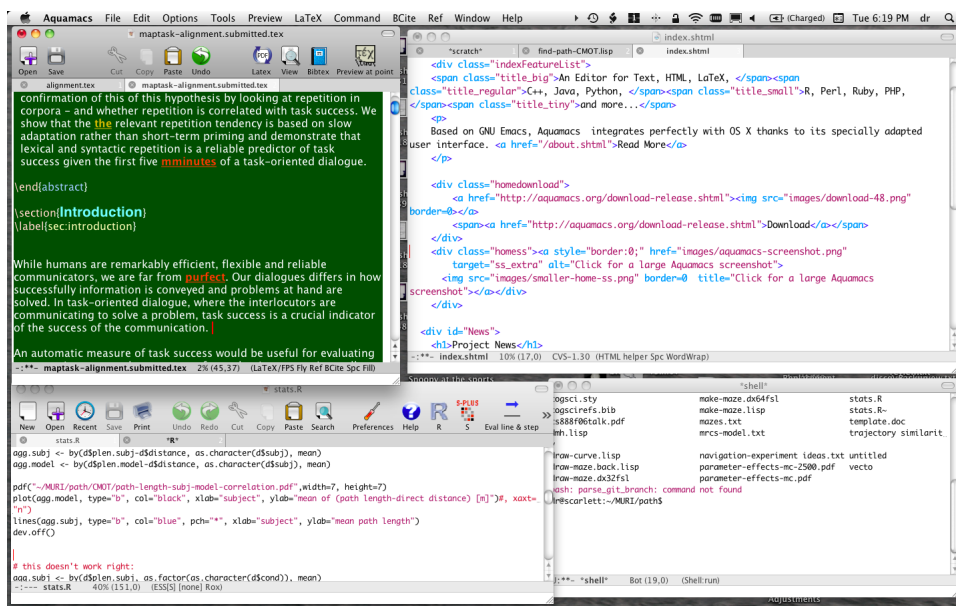 Aquamacs File Edit Options Tools Preview LaTeX Command BCite Ref Window Help (Charged) Tue 6:19 PM dr
maptask-alignment.submitted.tex
Open Save Cut Copy Paste Undo Latex View Bibtex Preview at point
alignment.tex maptask-alignment.submitted.tex
confirmation of this of this hypothesis by looking at repetition in
corpora – and whether repetition is correlated with task success. We
show that the the relevant repetition tendency is based on slow
adaptation rather than short-term priming and demonstrate that
lexical and syntactic repetition is a reliable predictor of task
success given the first five mminutes of a task-oriented dialogue.
\end{abstract}
\section{Introduction}
\label{sec:introduction}
While humans are remarkably efficient, flexible and reliable
communicators, we are far from purfect. Our dialogues differs in how
successfully information is conveyed and problems at hand are
solved. In task-oriented dialogue, where the interlocutors are
communicating to solve a problem, task success is a crucial indicator
of the success of the communication.
An automatic measure of task success would be useful for evaluating
-:**- maptask-alignment.submitted.tex 2% (45,37) (LaTeX/FPS Fly Ref BCite Spc Fill)
index.shtml
*scratch* find-path-CMOT.lisp index.shtml
<div class="indexFeatureList">
<span class="title_big">An Editor for Text, HTML, LaTeX, </span><span
class="title_regular">C++, Java, Python, </span><span class="title_small">R, Perl, Ruby, PHP,
</span><span class="title_tiny">and more...</span>
<p>
Based on GNU Emacs, Aquamacs integrates perfectly with OS X thanks to its specially adapted
user interface. <a href="/about.shtml">Read More</a>
</p>
<div class="homedownload">
<a href="http://aquamacs.org/download-release.shtml"><img src="images/download-48.png"
border=0></a>
<span><a href="http://aquamacs.org/download-release.shtml">Download</a></span>
</div>
<div class="homess"><a style="border:0;" href="images/aquamacs-screenshot.png"
target="ss_extra" alt="Click for a large Aquamacs screenshot">
<img src="images/smaller-home-ss.png" border=0 title="Click for a large Aquamacs
screenshot"></a></div>
</div>
<div id="News">
<h1>Project News</h1>
-:**- index.shtml 10% (17,0) CVS-1.30 (HTML helper Spc WordWrap)
Snoopy at the sports
stats.R
New Open Recent Save Print Undo Redo Cut Copy Paste Search Preferences Help R S Eval line & step
S-PLUS
stats.R *R*
agg.subj <- by(d$plen.subj-d$distance, as.character(d$subj), mean)
agg.model <- by(d$plen.model-d$distance, as.character(d$subj), mean)
pdf("~/MURI/path/CMOT/path-length-subj-model-correlation.pdf",width=7, height=7)
plot(agg.model, type="b", col="black", xlab="subject", ylab="mean of (path length-direct distance) [m]")#, xaxt=
"n")
lines(agg.subj, type="b", col="blue", pch="*", xlab="subject", ylab="mean path length")
dev.off()
# this doesn't work right:
agg.subj <- by(d$plen.subj, as.factor(as.character(d$cond)), mean)
-:--- stats.R 40% (151,0) (ESS[S] [none] Rox)
*shell*
ogsci.sty make-maze.dx64fsl stats.R
ogscirefs.bib make-maze.lisp stats.R~
s888f06talk.pdf mazes.txt template.doc
mh.lisp mrcs-model.txt trajectory similarit_
raw-curve.lisp navigation-experiment ideas.txt untitled
raw-maze.back.lisp parameter-effects-mc-2500.pdf vecto
raw-maze.dx32fsl parameter-effects-mc.pdf
bash: parse_git_branch: command not found
dr@scarlett:~/MURI/path$
:**- *shell* Bot (19,0) (Shell:run)
Adjustments